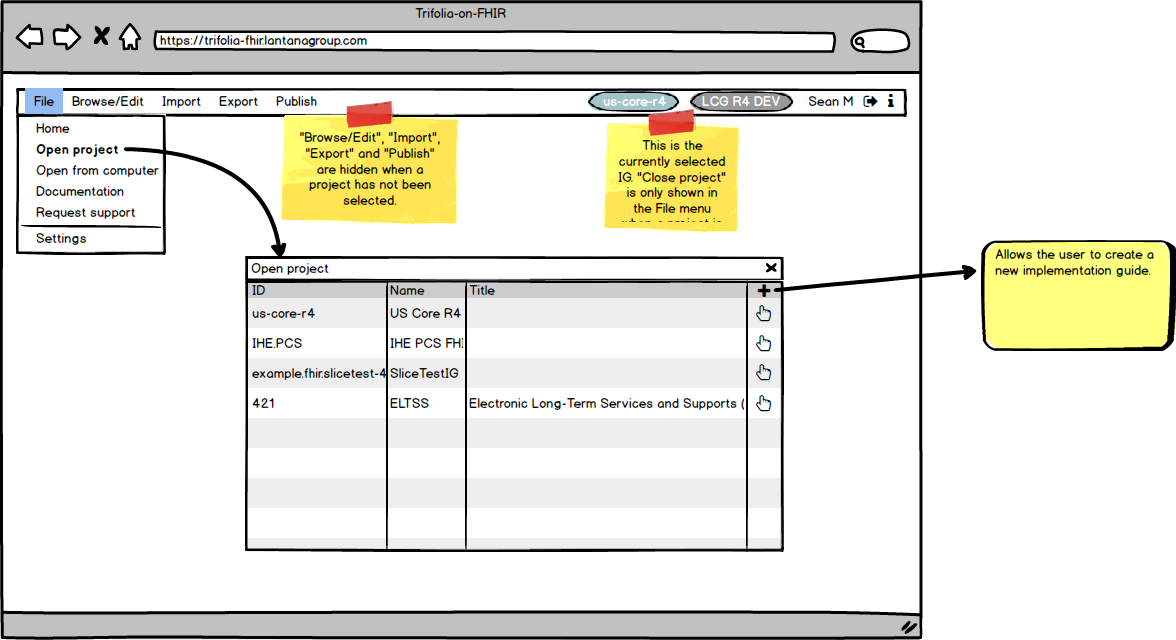 Trifolia-on-FHIR
https://trifolia-fhir.lantanagroup.com
File Browse/Edit Import Export Publish us-core-r4 LCG R4 DEV Sean M
Home
Open project
Open from computer
Documentation
Request support
Settings
"Browse/Edit", "Import",
"Export" and "Publish"
are hidden when a
project has not been
selected.
This is the
currently selected
IG. "Close project"
is only shown in
the File menu
when a project is
Open project
ID Name Title
us-core-r4 US Core R4
IHE.PCS IHE PCS FHI
example.fhir.slicetest-4 SliceTestIG
421 ELTSS Electronic Long-Term Services and Supports (
Allows the user to create a
new implementation guide.